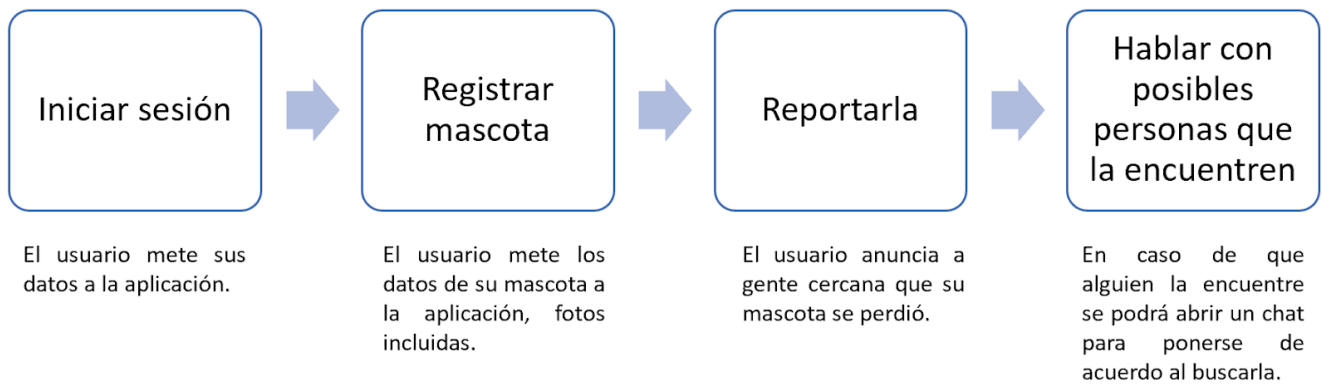 Iniciar sesión
Registrar
mascota
Reportarla
Hablar con
posibles
personas que
la encuentren
El usuario mete sus
datos a la aplicación.
El usuario mete los
datos de su mascota a
la aplicación, fotos
incluidas.
El usuario anuncia a
gente cercana que su
mascota se perdió.
En caso de que
alguien la encuentre
se podrá abrir un chat
para ponerse de
acuerdo al buscarla.